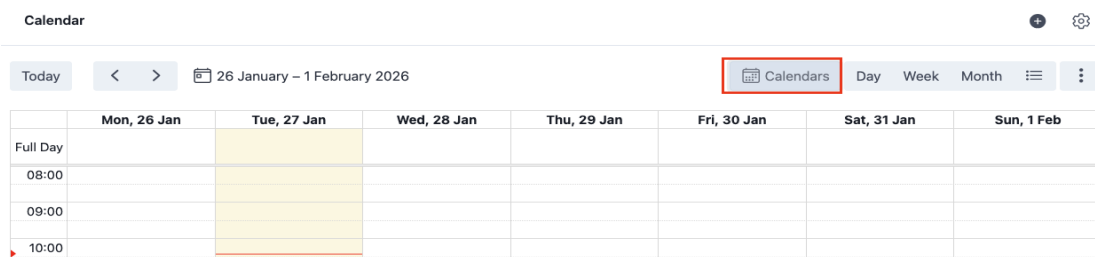 Calendar
Today 26 January – 1 February 2026 Calendars Day Week Month
Mon, 26 Jan Tue, 27 Jan Wed, 28 Jan Thu, 29 Jan Fri, 30 Jan Sat, 31 Jan Sun, 1 Feb
Full Day
08:00
09:00
10:00